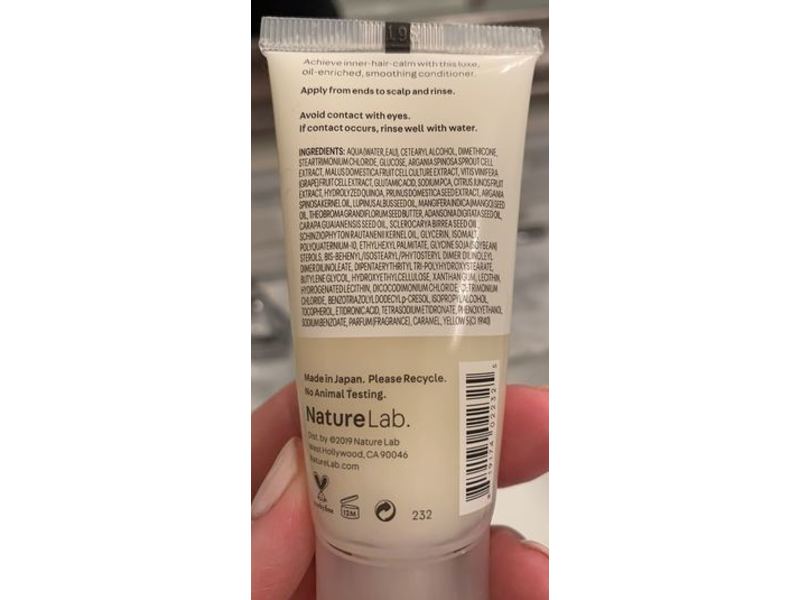 Achieve inner-hair-calm with this luxe,
oil-enriched, smoothing conditioner.
Apply from ends to scalp and rinse.
Avoid contact with eyes.
If contact occurs, rinse well with water.
INGREDIENTS: AQUA (WATER, EAU), CETEARYL ALCOHOL, DIMETHICONE,
STEARTRIMONIUM CHLORIDE, GLUCOSE, ARGANIA SPINOSA SPROUT CELL
EXTRACT, MALUS DOMESTICA FRUIT CELL CULTURE EXTRACT, VITIS VINIFERA
(GRAPE) FRUIT CELL EXTRACT, GLUTAMIC ACID, SODIUM PCA, CITRUS JUNOS FRUIT
EXTRACT, HYDROLYZED QUINOA, PRUNUS DOMESTICA SEED EXTRACT, ARGANIA
SPINOSA KERNEL OIL, LUPINUS ALBUS SEED OIL, MANGIFERA INDICA (MANGO) SEED
OIL, THEOBROMA GRANDIFLORUM SEED BUTTER, ADANSONIA DIGITATA SEED OIL,
CARAPA GUAIANENSIS SEED OIL, SCLEROCARYA BIRREA SEED OIL,
SCHINZIOPHYTON RAUTANENII KERNEL OIL, GLYCERIN, ISOMALT,
POLYQUATERNIUM-10, ETHYLHEXYL PALMITATE, GLYCINE SOJA (SOYBEAN)
STEROLS, BIS-BEHENYL/ISOSTEARYL/PHYTOSTERYL DIMER DILINOLEYL
DIMER DILINOLEATE, DIPENTAERYTHRITYL TRI-POLYHYDROXYSTEARATE,
BUTYLENE GLYCOL, HYDROXYETHYLCELLULOSE, XANTHAN GUM, LECITHIN,
HYDROGENATED LECITHIN, DICOCODIMONIUM CHLORIDE, CETRIMONIUM
CHLORIDE, BENZOTRIAZOLYL DODECYL p-CRESOL, ISOPROPYL ALCOHOL,
TOCOPHEROL, ETIDRONIC ACID, TETRASODIUM ETIDRONATE, PHENOXYETHANOL,
SODIUM BENZOATE, PARFUM (FRAGRANCE), CARAMEL, YELLOW 5 (CI 19140)
Made in Japan. Please Recycle.
No Animal Testing.
NatureLab.
Dist. by ©2019 Nature Lab
West Hollywood, CA 90046
NatureLab.com
12M
232
8 19174 02232 5